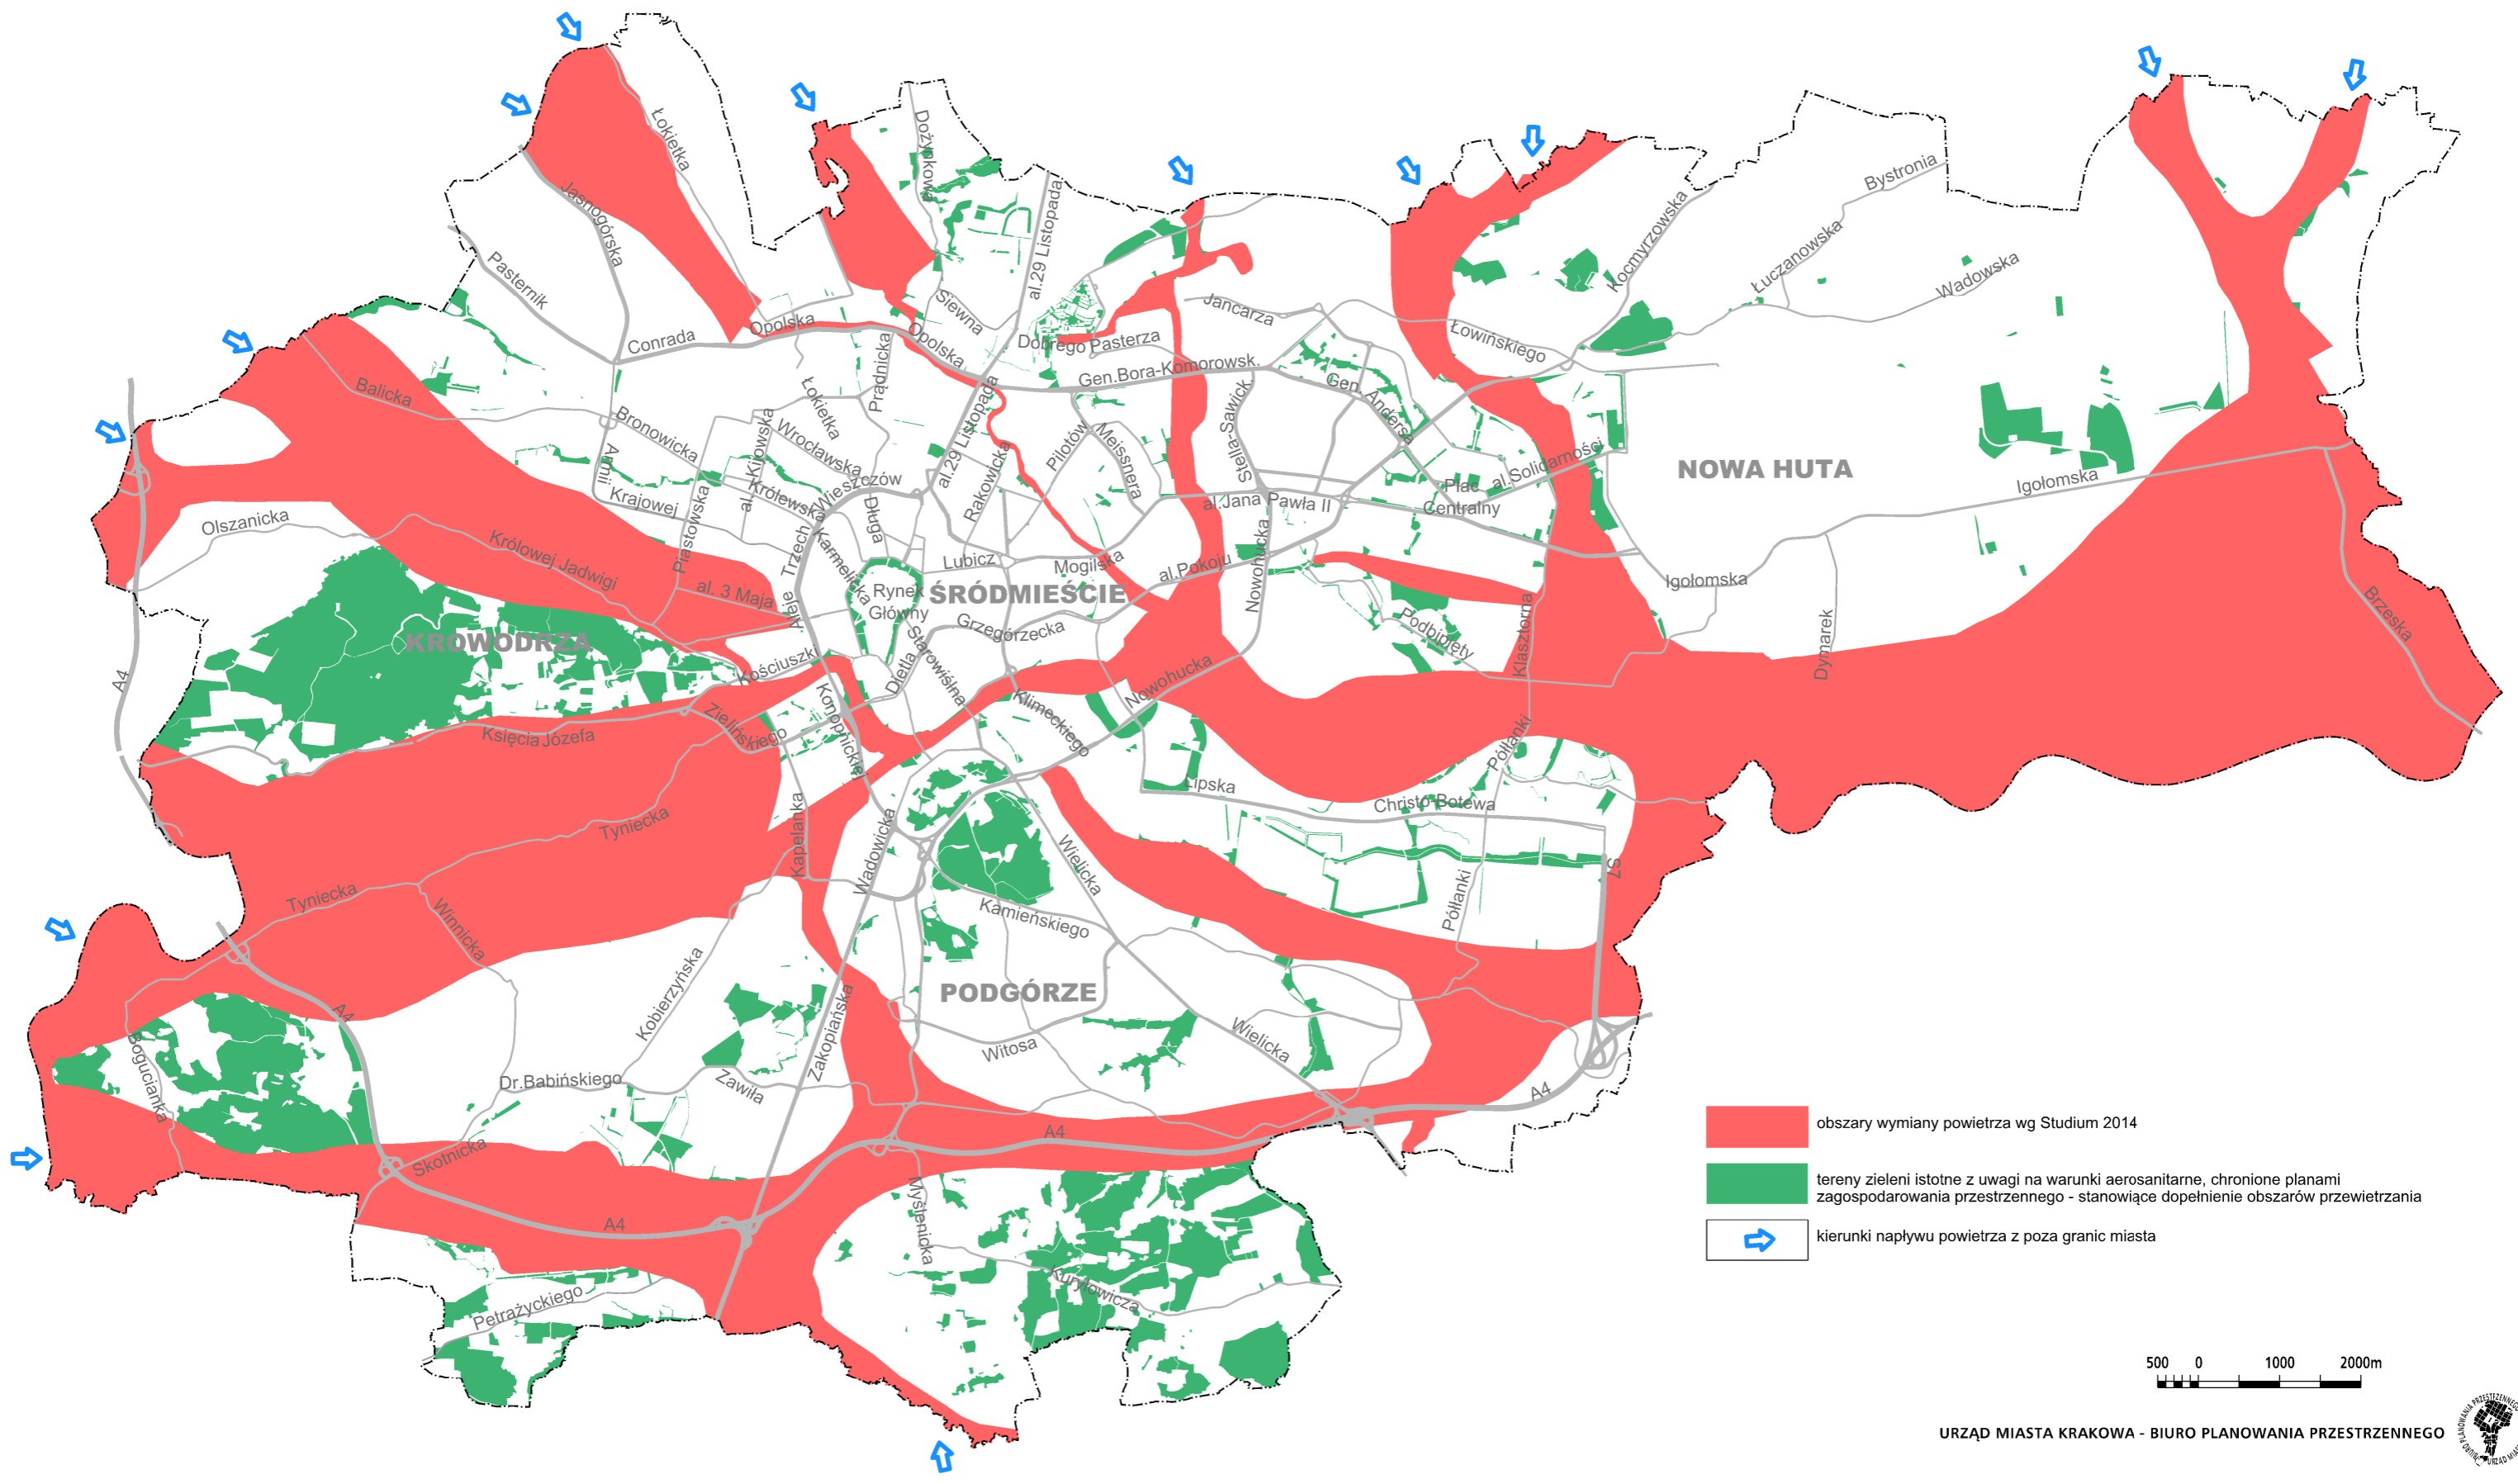 Łokietka
Dożynkowa
al.29 Listopada
Jasnogórska
Pasternik
Bystronia
Kocmyrzowska
Łuczanowska
Wadowska
Siewna
Jancarza
Łowińskiego
Conrada
Opolska
Opolska
Prądnicka
Dobrego Pasterza
Gen.Bora-Komorowsk.
Gen. Andersa
Stella-Sawick.
Balicka
Bronowicka
Armii
Krajowej
Łokietka
Wrocławska
al. Kijowska
Królewska
al.29 Listopada
Rakowicka
Pilotów
Meissnera
al.Solidarności
Plac
Centralny
NOWA HUTA
Igołomska
Olszanicka
Królowej Jadwigi
Piastowska
Aleje Trzech Wieszczów
Długa
Karmelicka
Lubicz
Mogilska
al.Jana Pawła II
al.Pokoju
Nowohucka
Igołomska
Brzeska
al. 3 Maja
Rynek
Główny
ŚRÓDMIEŚCIE
Grzegórzecka
Starowiślna
Dietla
Podbipięty
Klasztorna
Dymarek
KROWODRZA
A4
Kościuszki
Księcia Józefa
Zielińskiego
Konopnickiej
Klimeckiego
Nowohucka
Półłanki
Lipska
Christo-Botewa
Tyniecka
Kapelanka
Wadowicka
Wielicka
S7
Tyniecka
Winnicka
Kamieńskiego
Półłanki
Kobierzyńska
PODGÓRZE
A4
Zakopiańska
Witosa
Wielicka
Bogucianka
Dr.Babińskiego
Zawiła
A4
Skotnicka
A4
Myślenicka
A4
Kuryłowicza
Petrażyckiego
obszary wymiany powietrza wg Studium 2014
tereny zieleni istotne z uwagi na warunki aerosanitarne, chronione planami
zagospodarowania przestrzennego - stanowiące dopełnienie obszarów przewietrzania
kierunki napływu powietrza z poza granic miasta
500 0 1000 2000m
URZĄD MIASTA KRAKOWA - BIURO PLANOWANIA PRZESTRZENNEGO